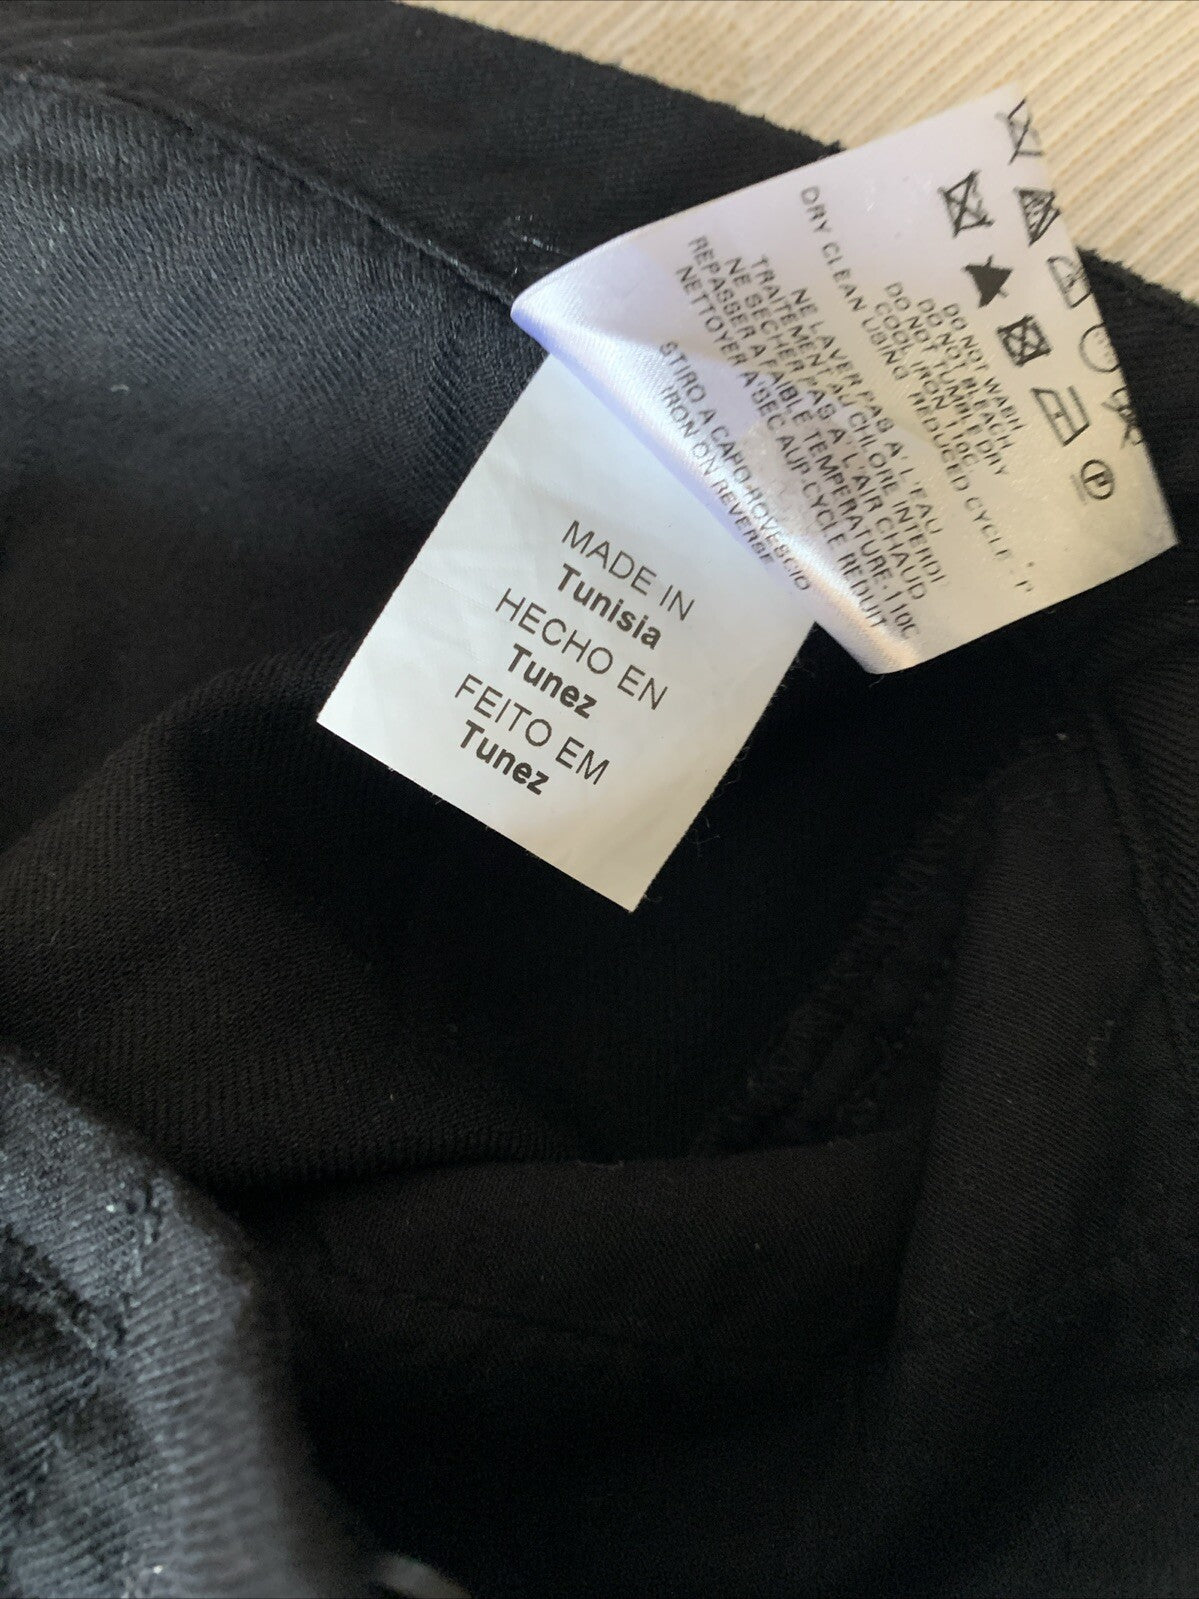 DO NOT WASH
DO NOT BLEACH
DO NOT TUMBLE DRY
COOL IRON 110C
DRY CLEAN USING REDUCED CYCLE "P
NE LAVER PAS A' L'EAU
TRAITEMENT AU CHLORE INTERDI
NE SECHER PAS A' L'AIR CHAUD
REPASSER A FAIBLE TEMPERATURE-110C
NETTOYER A'SEC AUP CYCLE REDUIT
STIRO A CAPO ROVESCIO
IRON ON REVERSE
MADE IN
Tunisia
HECHO EN
Tunez
FEITO EM
Tunez